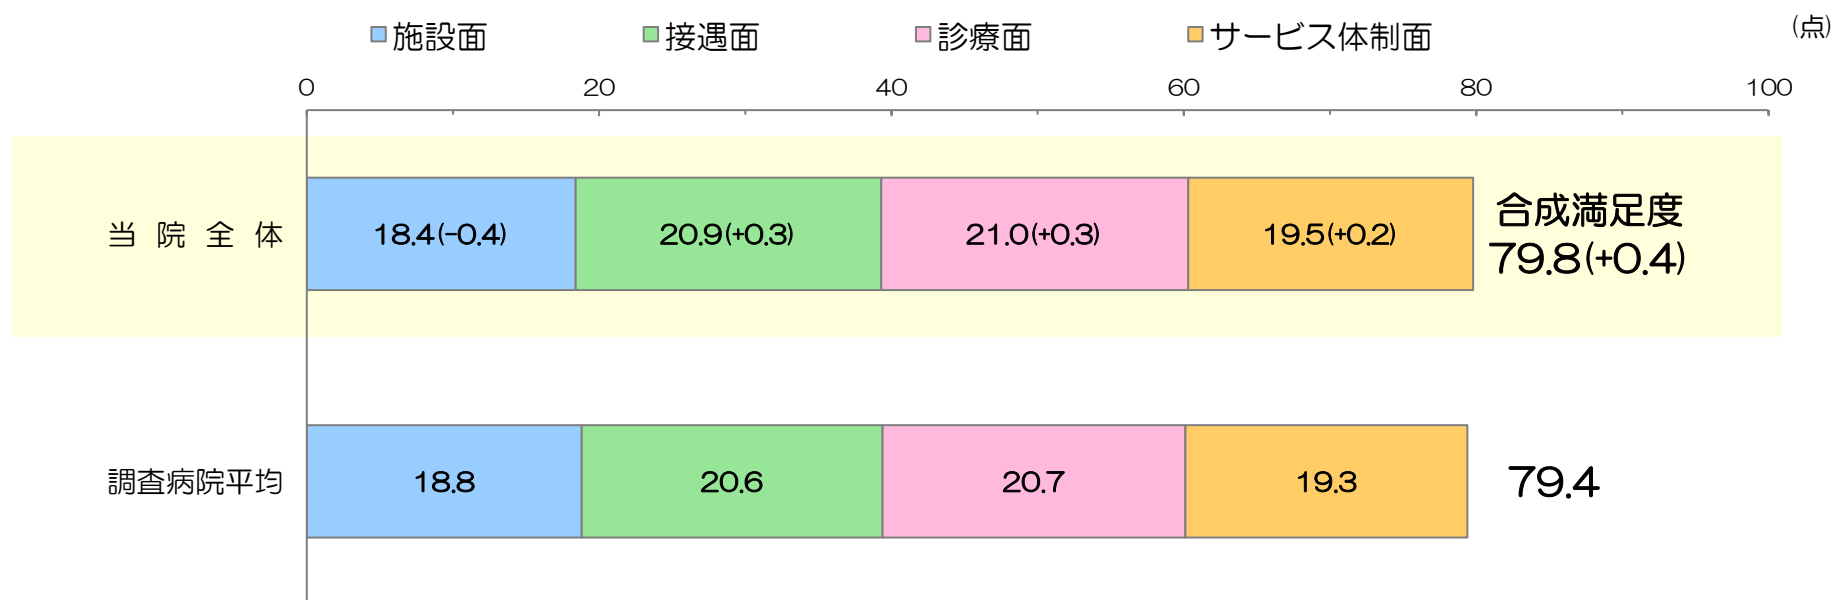 施設面 接遇面 診療面 サービス体制面 (点)
0 20 40 60 80 100
当院全体 18.4(-0.4) 20.9(+0.3) 21.0(+0.3) 19.5(+0.2)
合成満足度
79.8(+0.4)
調査病院平均 18.8 20.6 20.7 19.3 79.4